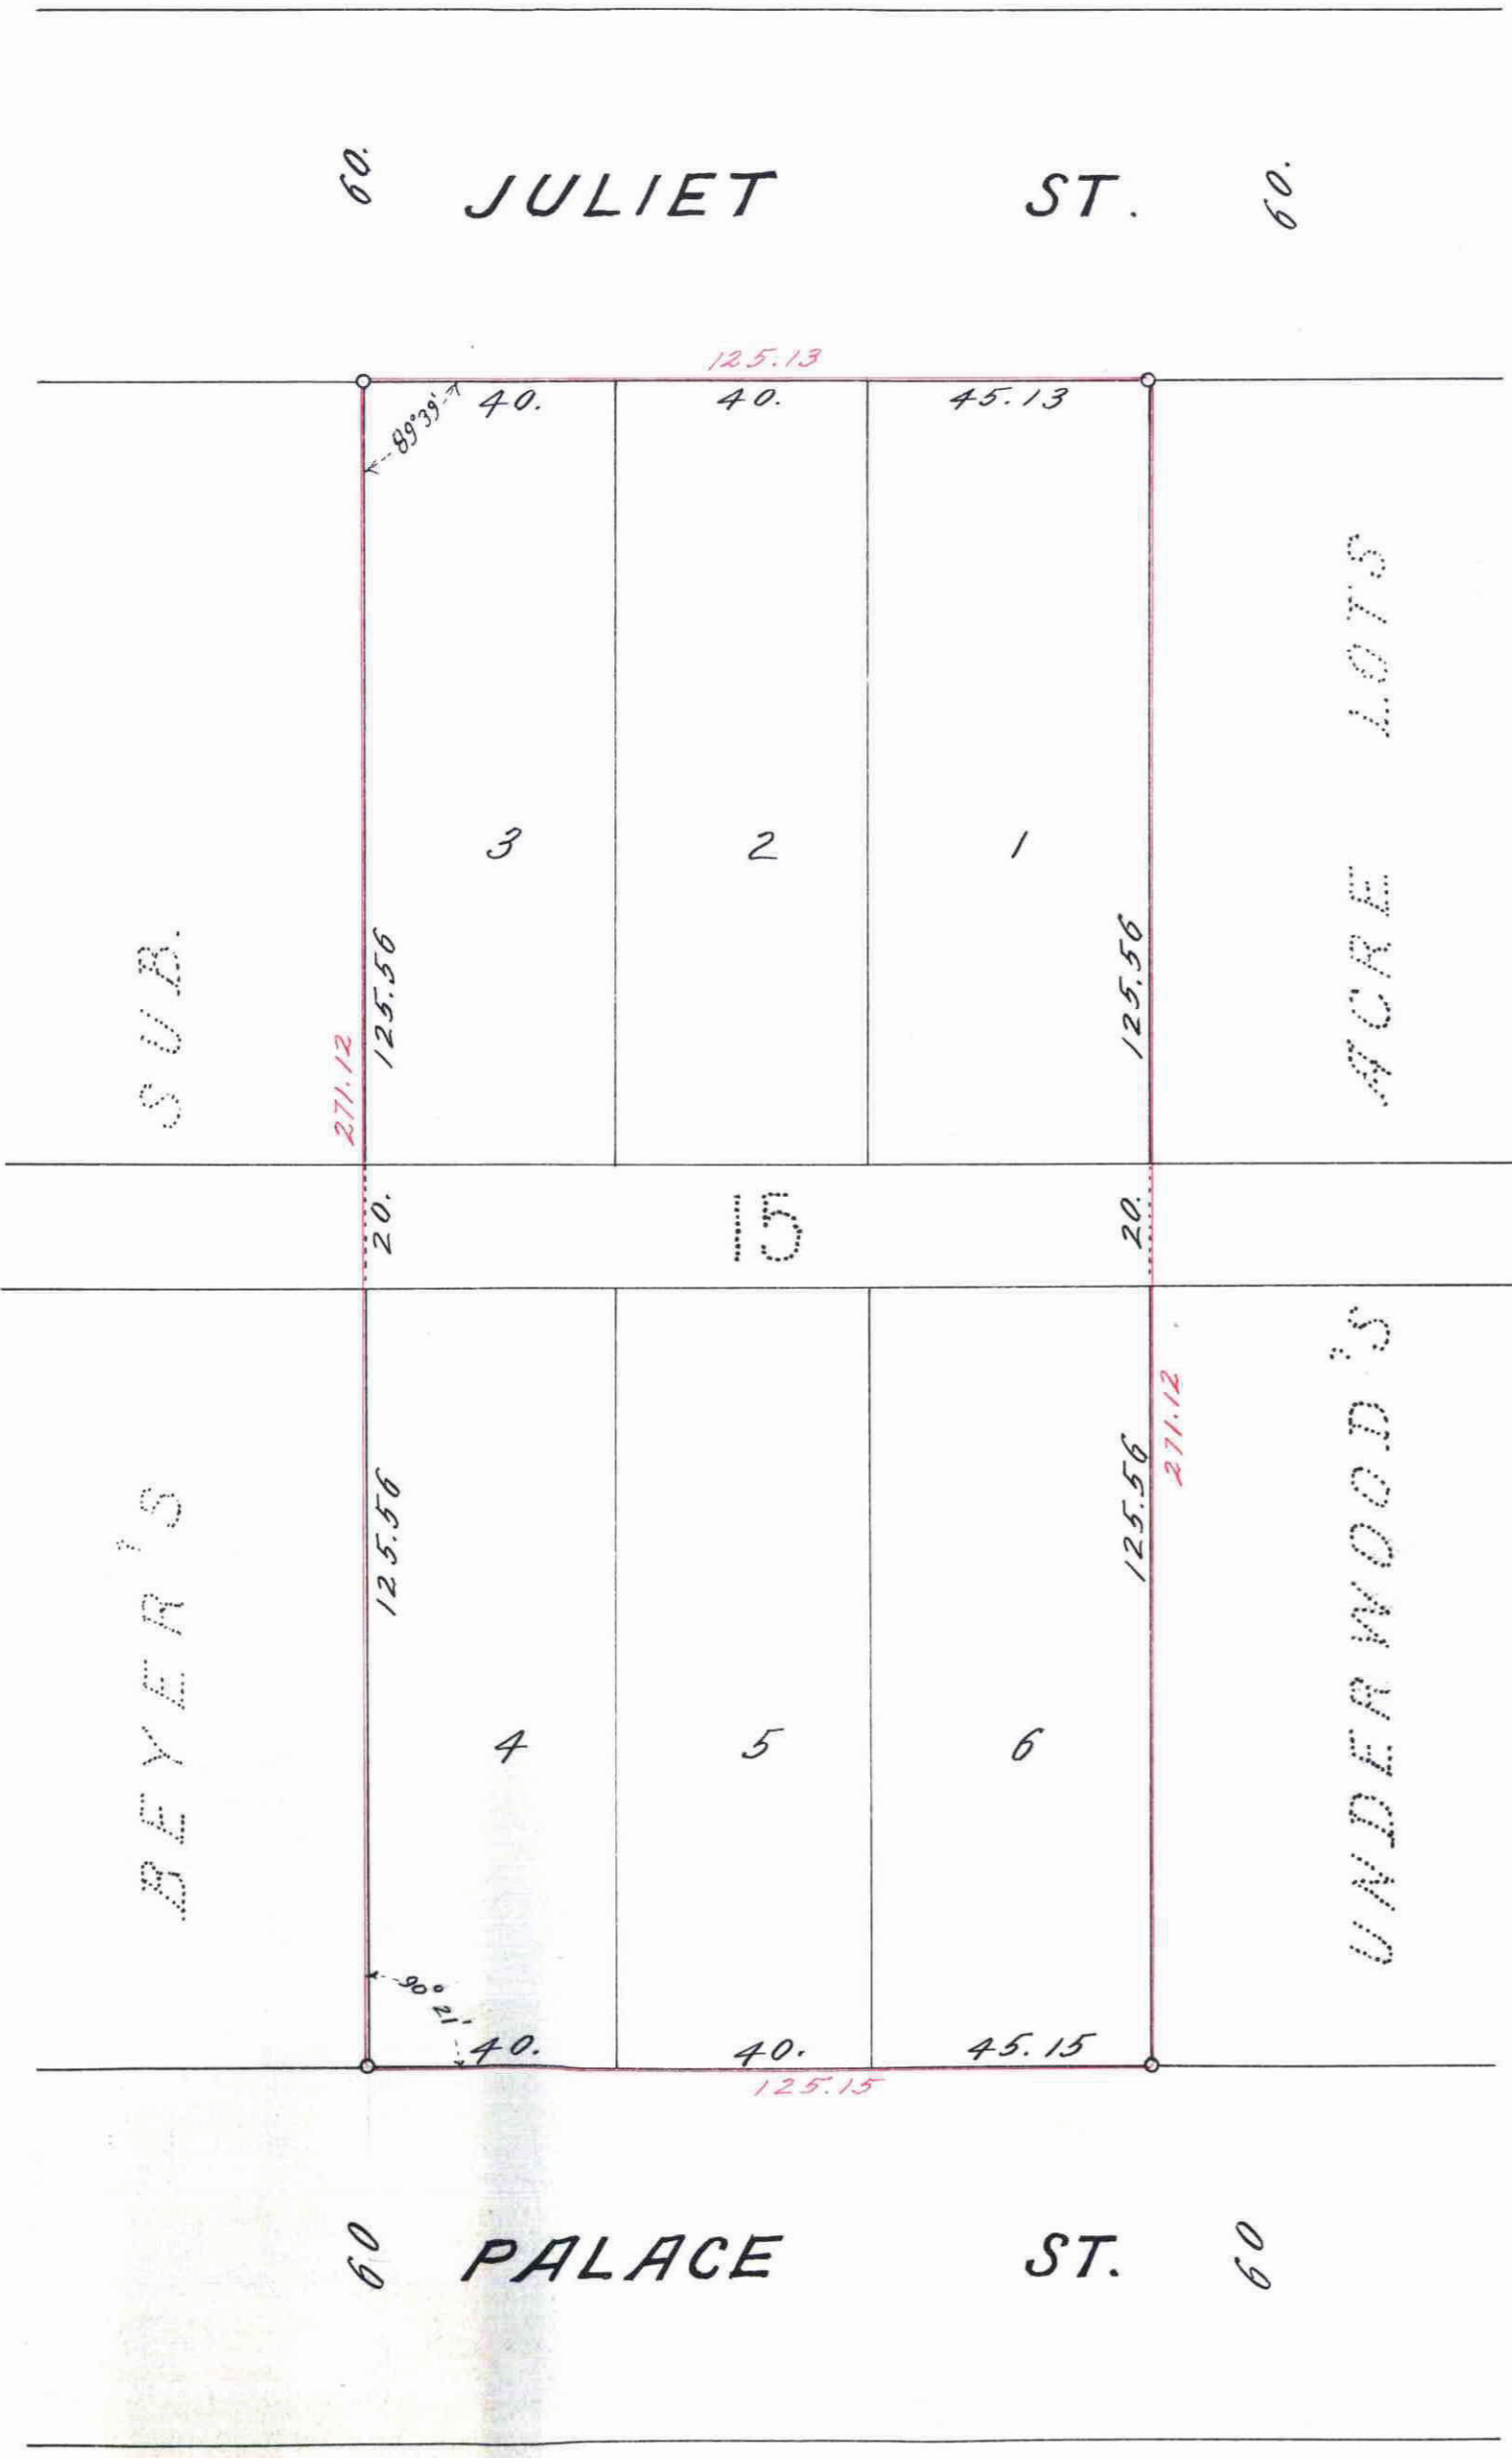 60. JULIET ST. 60.
125.13
40. 40. 45.13
89°39'
3 2 1
125.56 125.56
271.12
20. 15 20.
271.12
125.56 125.56
4 5 6
90° 21'
40. 40. 45.15
125.15
60 PALACE ST. 60
BEYER'S SUB.
UNDERWOOD'S ACRE LOTS